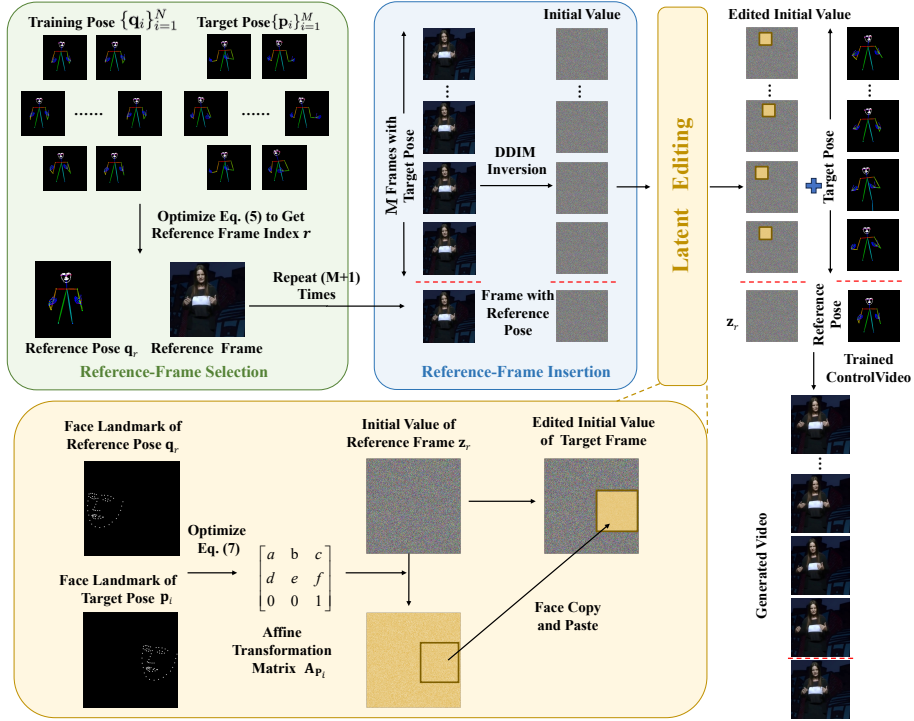 Training Pose {q_i}_{i=1}^N
Target Pose{p_i}_{i=1}^M
......
......
Optimize Eq. (5) to Get
Reference Frame Index r
Reference Pose q_r
Reference Frame
Reference-Frame Selection
Repeat (M+1)
Times
Initial Value
M Frames with
Target Pose
...
...
DDIM
Inversion
Frame with
Reference
Pose
Reference-Frame Insertion
Latent Editing
Edited Initial Value
...
...
Target Pose
z_r
Reference
Pose
Trained
ControlVideo
...
Generated Video
Face Landmark of
Reference Pose q_r
Face Landmark of
Target Pose p_i
Optimize
Eq. (7)
a b c
d e f
0 0 1
Affine
Transformation
Matrix A_{P_i}
Initial Value of
Reference Frame z_r
Edited Initial Value
of Target Frame
Face Copy
and Paste